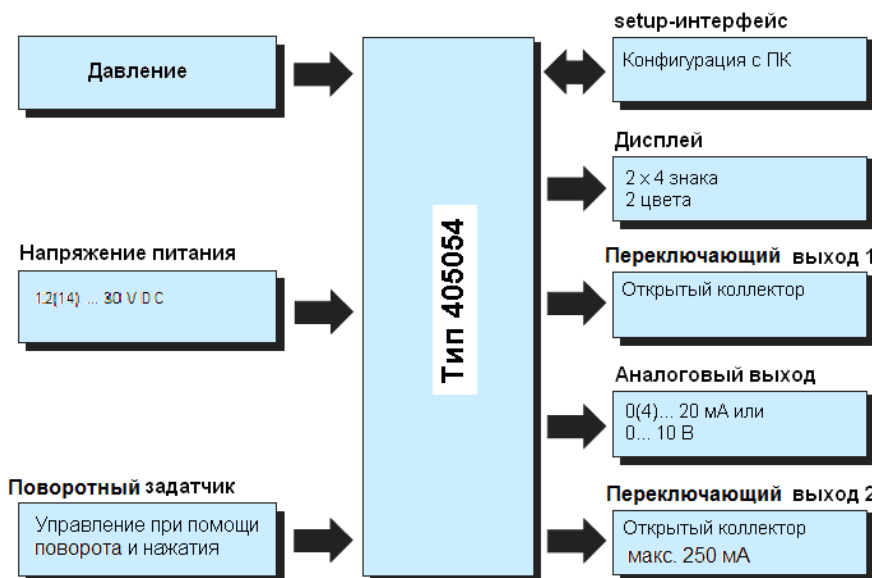 Давление
Напряжение питания
12(14) ... 30 V DC
Поворотный задатчик
Управление при помощи
поворота и нажатия
Тип 405054
setup-интерфейс
Конфигурация с ПК
Дисплей
2 x 4 знака
2 цвета
Переключающий выход 1
Открытый коллектор
Аналоговый выход
0(4)... 20 мА или
0... 10 В
Переключающий выход 2
Открытый коллектор
макс. 250 мА